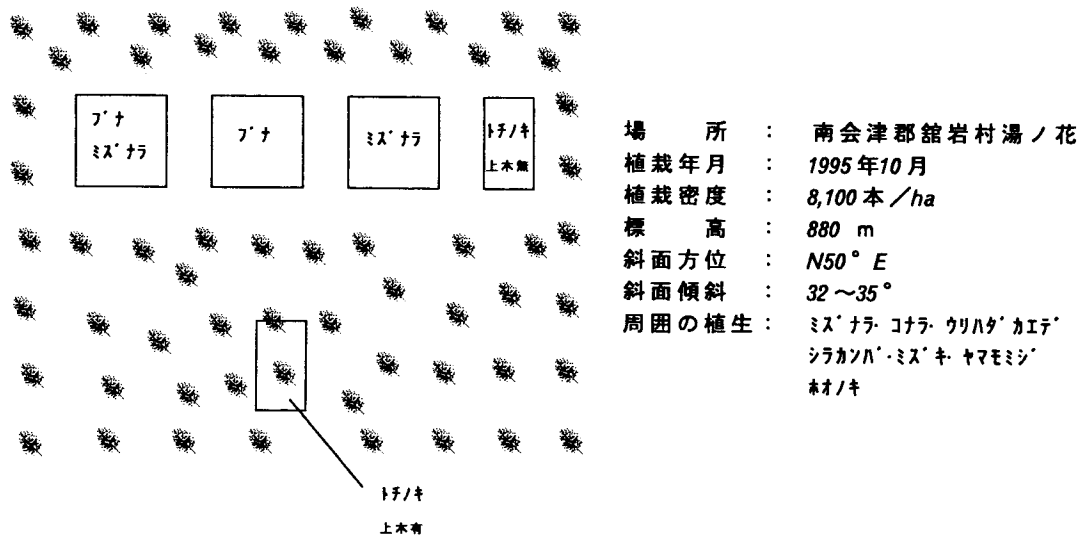 ブナ
ミズナラ
ブナ
ミズナラ
トチノキ
上木無
トチノキ
上木有
場所 : 南会津郡舘岩村湯ノ花
植栽年月 : 1995年10月
植栽密度 : 8,100本/ha
標高 : 880 m
斜面方位 : N50°E
斜面傾斜 : 32~35°
周囲の植生 : ミズナラ・コナラ・ウリハダカエデ
シラカンバ・ミズキ・ヤマモミジ
ホオノキ